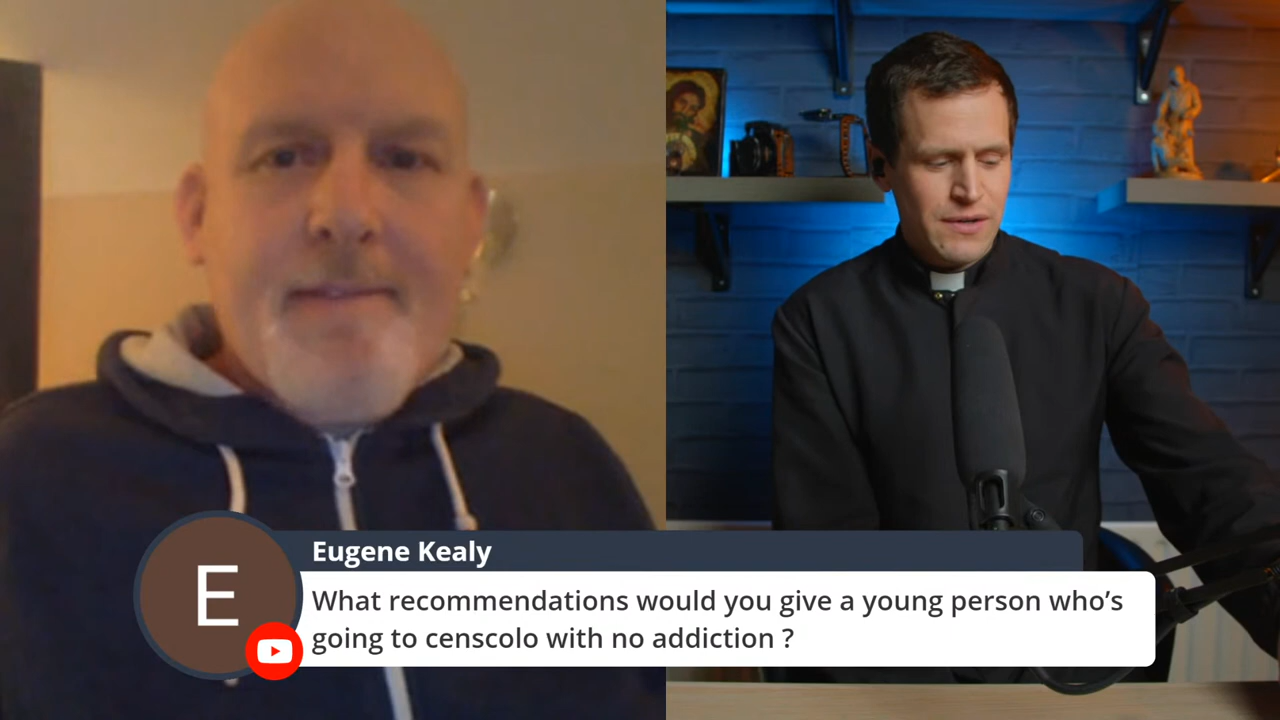 Eugene Kealy
E
What recommendations would you give a young person who's
going to censcolo with no addiction ?